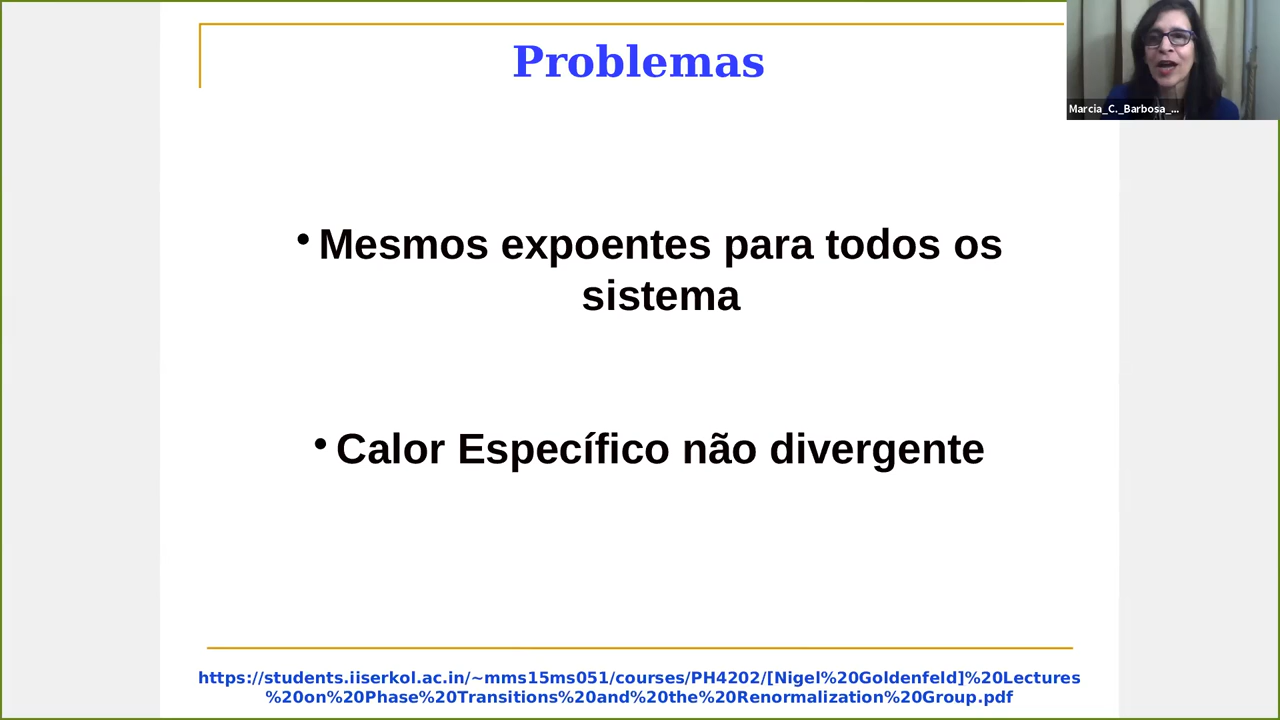 Problemas
Marcia_C._Barbosa_...
• Mesmos expoentes para todos os
sistema
• Calor Específico não divergente
https://students.iiserkol.ac.in/~mms15ms051/courses/PH4202/[Nigel%20Goldenfeld]%20Lectures
%20on%20Phase%20Transitions%20and%20the%20Renormalization%20Group.pdf